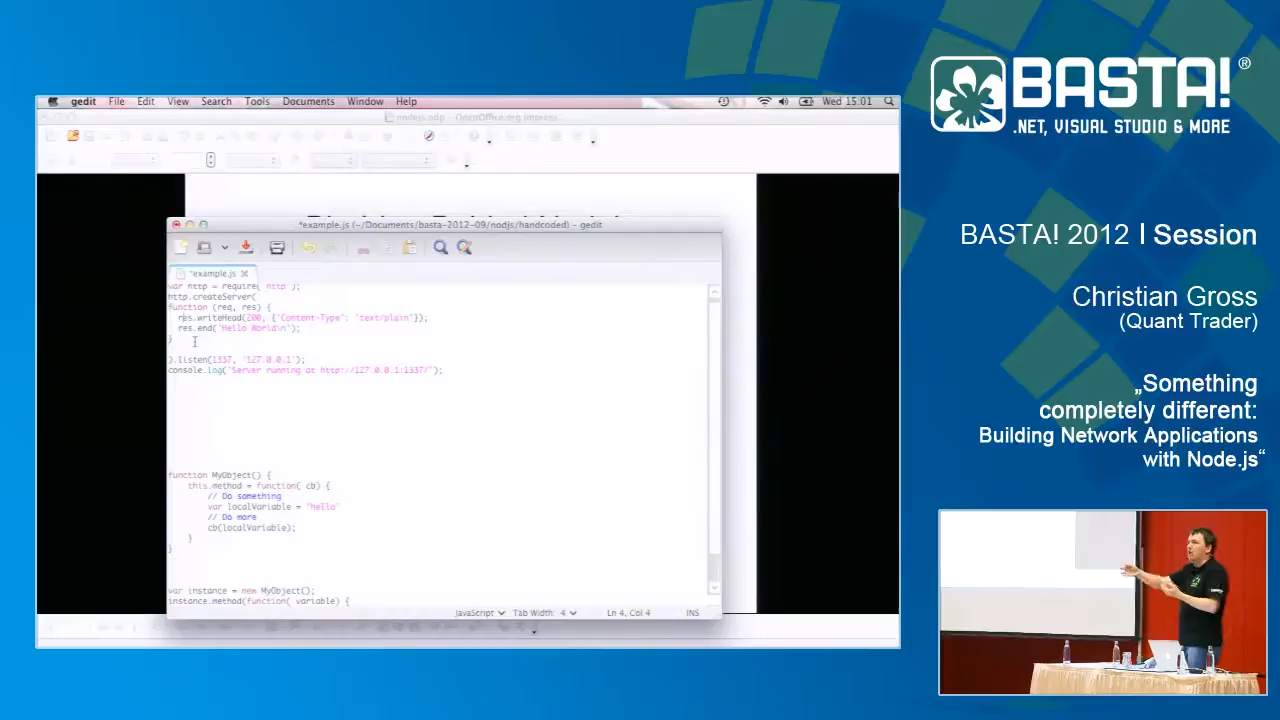 gedit File Edit View Search Tools Documents Window Help Wed 15:01
nodejs.odp - OpenOffice.org Impress
*example.js (~/Documents/basta-2012-09/nodjs/handcoded) - gedit
*example.js
var http = require('http');
http.createServer(
function (req, res) {
res.writeHead(200, {'Content-Type': 'text/plain'});
res.end('Hello World\n');
}
}).listen(1337, '127.0.0.1');
console.log('Server running at http://127.0.0.1:1337/');
function MyObject() {
this.method = function( cb) {
// Do something
var localVariable = "hello"
// Do more
cb(localVariable);
}
}
var instance = new MyObject();
instance.method(function( variable) {
JavaScript Tab Width: 4 Ln 4, Col 4 INS
BASTA!®
.NET, VISUAL STUDIO & MORE
BASTA! 2012 | Session
Christian Gross
(Quant Trader)
„Something
completely different:
Building Network Applications
with Node.js“